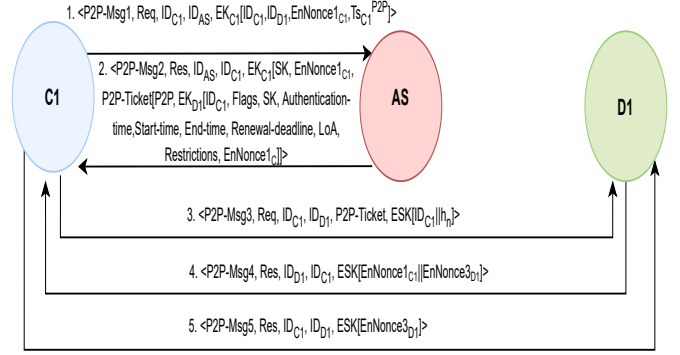 1. <P2P-Msg1, Req, ID_C1, ID_AS, EK_C1[ID_C1,ID_D1,EnNonce1_C1,Ts_C1^P2P]>
2. <P2P-Msg2, Res, ID_AS, ID_C1, EK_C1[SK, EnNonce1_C1,
P2P-Ticket[P2P, EK_D1[ID_C1, Flags, SK, Authentication-
time,Start-time, End-time, Renewal-deadline, LoA,
Restrictions, EnNonce1_C]]>
C1
AS
D1
3. <P2P-Msg3, Req, ID_C1, ID_D1, P2P-Ticket, ESK[ID_C1||h_n]>
4. <P2P-Msg4, Res, ID_D1, ID_C1, ESK[EnNonce1_C1||EnNonce3_D1]>
5. <P2P-Msg5, Res, ID_C1, ID_D1, ESK[EnNonce3_D1]>